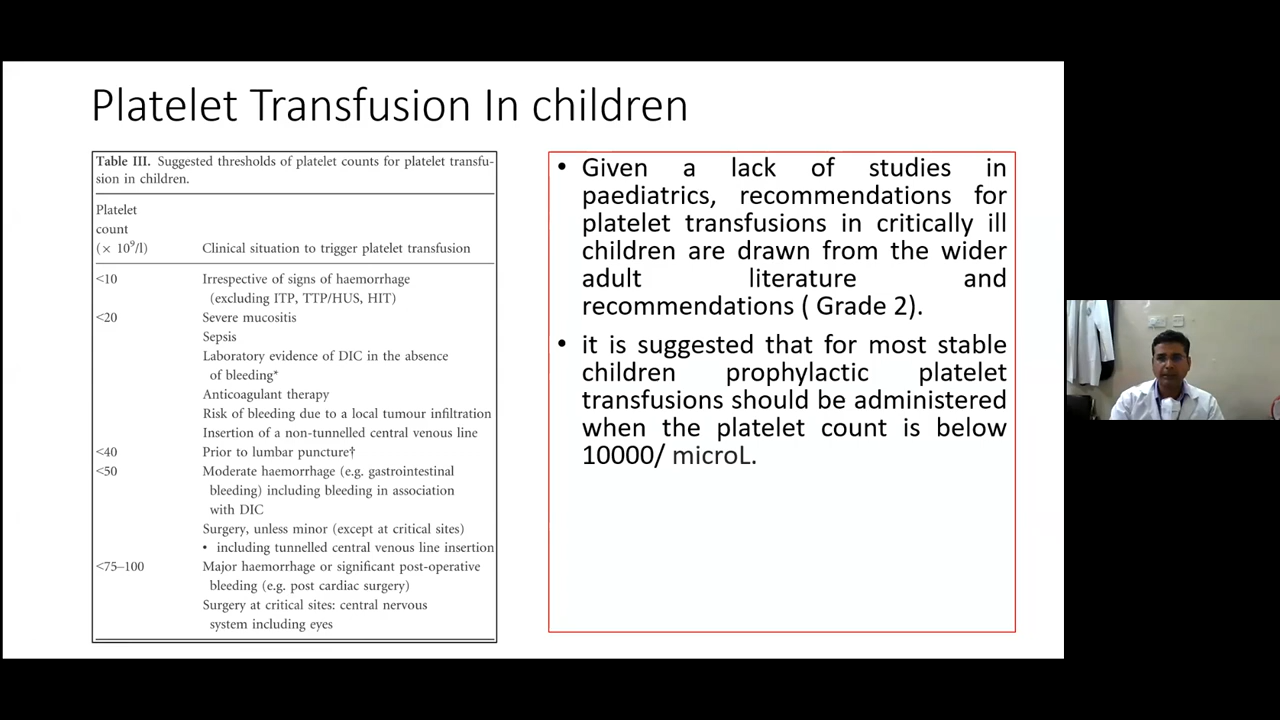 Platelet Transfusion In children
Table III. Suggested thresholds of platelet counts for platelet transfu-
sion in children.
Platelet
count
(× 10⁹/l) Clinical situation to trigger platelet transfusion
<10 Irrespective of signs of haemorrhage
(excluding ITP, TTP/HUS, HIT)
<20 Severe mucositis
Sepsis
Laboratory evidence of DIC in the absence
of bleeding*
Anticoagulant therapy
Risk of bleeding due to a local tumour infiltration
Insertion of a non-tunnelled central venous line
<40 Prior to lumbar puncture†
<50 Moderate haemorrhage (e.g. gastrointestinal
bleeding) including bleeding in association
with DIC
Surgery, unless minor (except at critical sites)
• including tunnelled central venous line insertion
<75–100 Major haemorrhage or significant post-operative
bleeding (e.g. post cardiac surgery)
Surgery at critical sites: central nervous
system including eyes
• Given a lack of studies in
paediatrics, recommendations for
platelet transfusions in critically ill
children are drawn from the wider
adult literature and
recommendations ( Grade 2).
• it is suggested that for most stable
children prophylactic platelet
transfusions should be administered
when the platelet count is below
10000/ microL.